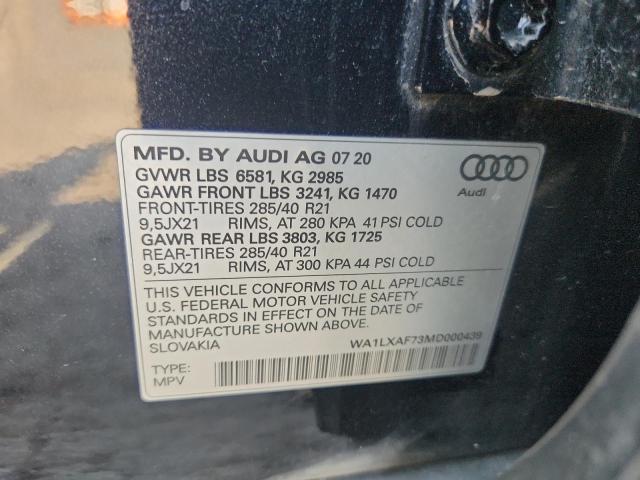 MFD. BY AUDI AG 07 20
GVWR LBS 6581, KG 2985
GAWR FRONT LBS 3241, KG 1470
FRONT-TIRES 285/40 R21
9,5JX21 RIMS, AT 280 KPA 41 PSI COLD
GAWR REAR LBS 3803, KG 1725
REAR-TIRES 285/40 R21
9,5JX21 RIMS, AT 300 KPA 44 PSI COLD
Audi
THIS VEHICLE CONFORMS TO ALL APPLICABLE
U.S. FEDERAL MOTOR VEHICLE SAFETY
STANDARDS IN EFFECT ON THE DATE OF
MANUFACTURE SHOWN ABOVE.
SLOVAKIA WA1LXAF73MD000439
TYPE:
MPV